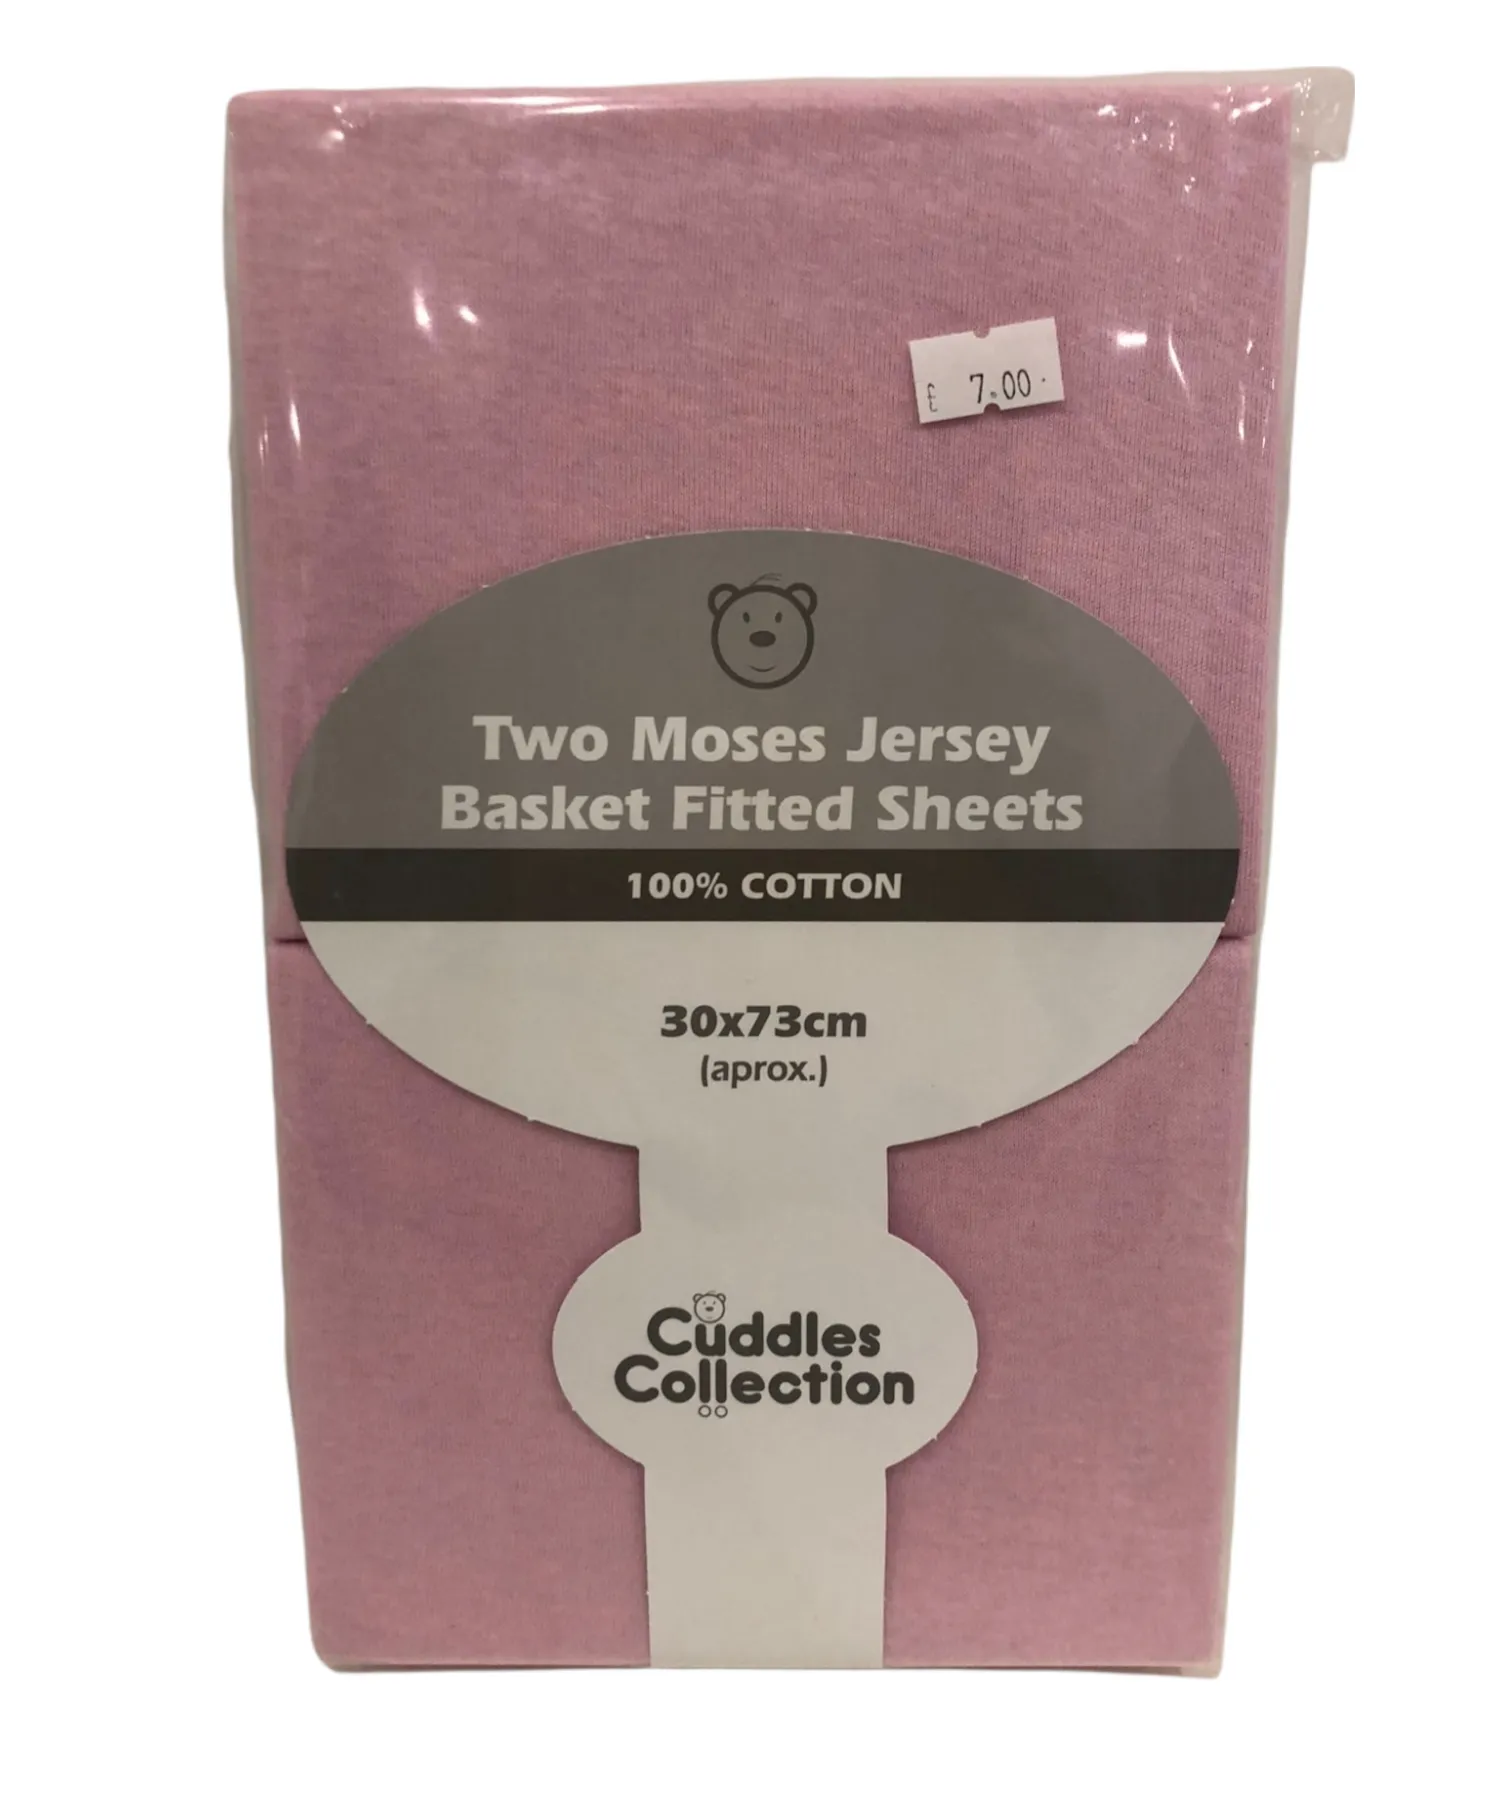 £ 7.00
Two Moses Jersey
Basket Fitted Sheets
100% COTTON
30x73cm
(aprox.)
Cuddles
Collection